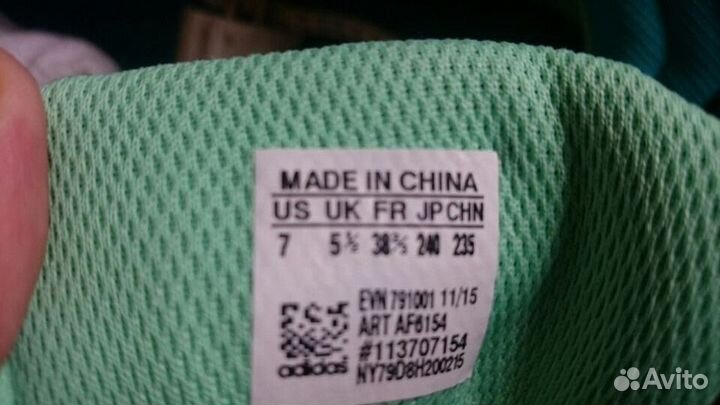 MADE IN CHINA
US UK FR JP CHN
7 5½ 38⅔ 240 235
EVN 791001 11/15
ART AF6154
#113707154
NY79D8H200215
adidas
Avito